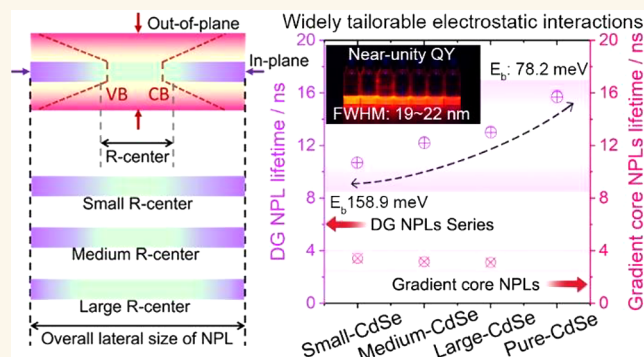 Out-of-plane
In-plane
VB CB
R-center
Small R-center
Medium R-center
Large R-center
Overall lateral size of NPL
Widely tailorable electrostatic interactions
DG NPL lifetime / ns
20
16
12
8
4
0
Near-unity QY
FWHM: 19~22 nm
E_b: 78.2 meV
E_b 158.9 meV
DG NPLs Series
Gradient core NPLs
Small-CdSe
Medium-CdSe
Large-CdSe
Pure-CdSe
20
16
12
8
4
0
Gradient core NPLs lifetime / ns